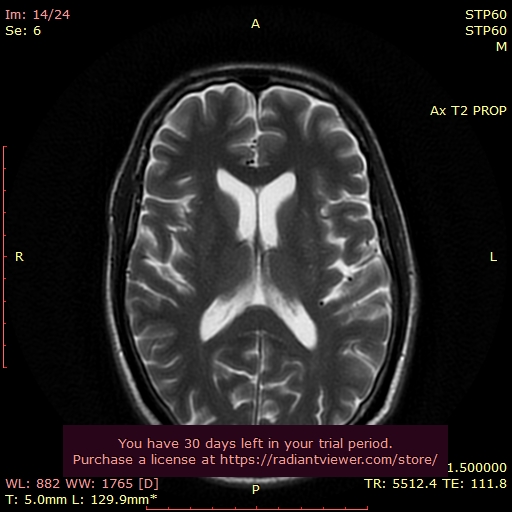 Im: 14/24
Se: 6
A
STP60
STP60
M
Ax T2 PROP
R
L
You have 30 days left in your trial period.
Purchase a license at https://radiantviewer.com/store/
1.500000
WL: 882 WW: 1765 [D]
TR: 5512.4 TE: 111.8
T: 5.0mm L: 129.9mm*
P